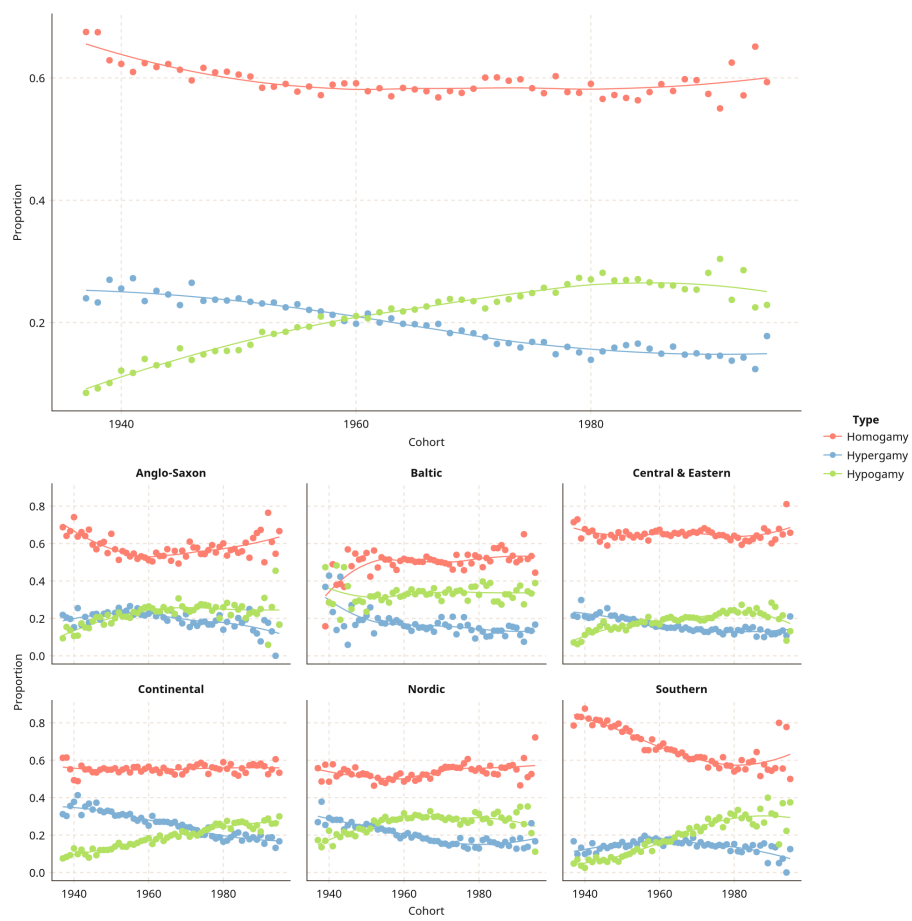 0.6
0.4
0.2
Proportion
1940 1960 1980
Cohort
Type
Homogamy
Hypergamy
Hypogamy
Anglo-Saxon Baltic Central & Eastern
0.8
0.6
0.4
0.2
0.0
Proportion
Continental Nordic Southern
0.8
0.6
0.4
0.2
0.0
1940 1960 1980 1940 1960 1980 1940 1960 1980
Cohort